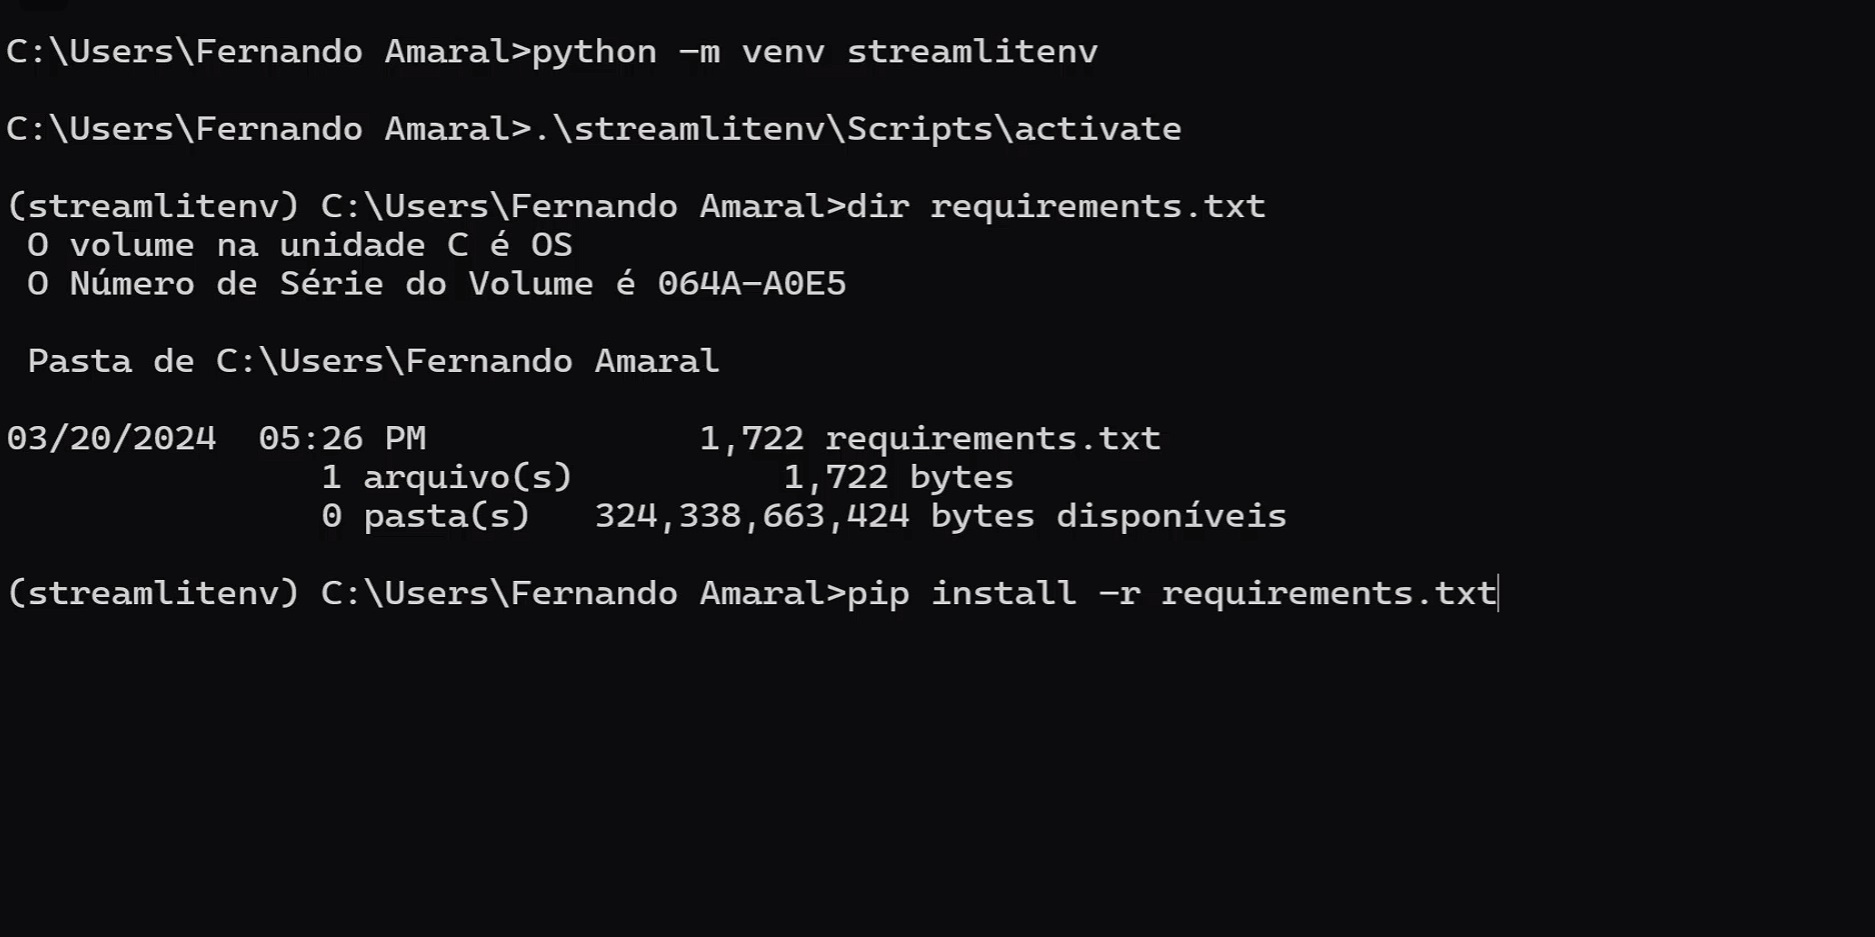 C:\Users\Fernando Amaral>python -m venv streamlitenv
C:\Users\Fernando Amaral>.\streamlitenv\Scripts\activate
(streamlitenv) C:\Users\Fernando Amaral>dir requirements.txt
O volume na unidade C é OS
O Número de Série do Volume é 064A-A0E5
Pasta de C:\Users\Fernando Amaral
03/20/2024  05:26 PM             1,722 requirements.txt
1 arquivo(s)          1,722 bytes
0 pasta(s)   324,338,663,424 bytes disponíveis
(streamlitenv) C:\Users\Fernando Amaral>pip install -r requirements.txt